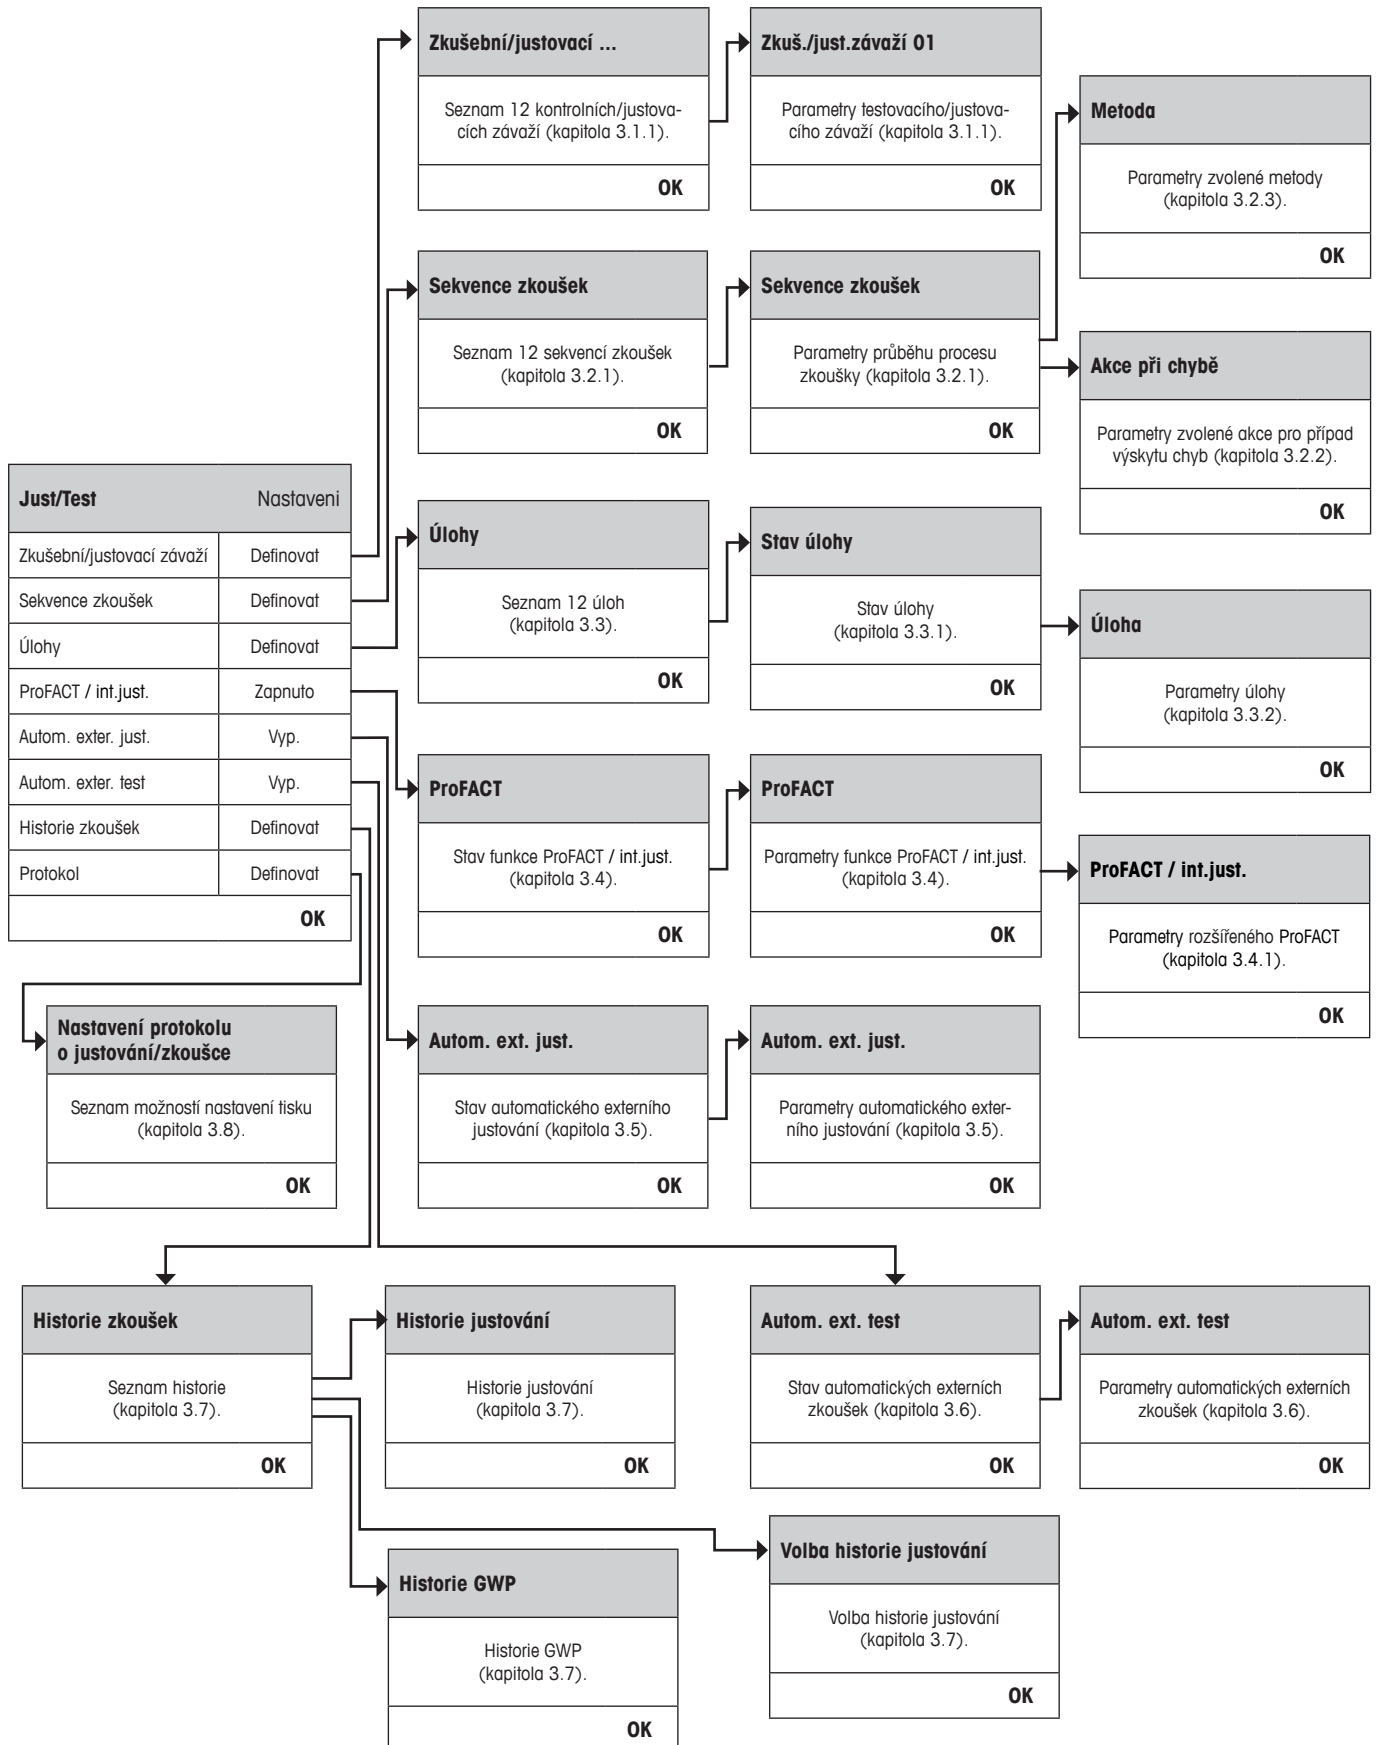 Zkušební/justovací ...
Seznam 12 kontrolních/justova-
cích závaží (kapitola 3.1.1).
OK
Zkuš./just.závaží 01
Parametry testovacího/justova-
cího závaží (kapitola 3.1.1).
OK
Metoda
Parametry zvolené metody
(kapitola 3.2.3).
OK
Sekvence zkoušek
Seznam 12 sekvencí zkoušek
(kapitola 3.2.1).
OK
Sekvence zkoušek
Parametry průběhu procesu
zkoušky (kapitola 3.2.1).
OK
Akce při chybě
Parametry zvolené akce pro případ
výskytu chyb (kapitola 3.2.2).
OK
Just/Test Nastaveni
Zkušební/justovací závaží Definovat
Sekvence zkoušek Definovat
Úlohy Definovat
ProFACT / int.just. Zapnuto
Autom. exter. just. Vyp.
Autom. exter. test Vyp.
Historie zkoušek Definovat
Protokol Definovat
OK
Úlohy
Seznam 12 úloh
(kapitola 3.3).
OK
Stav úlohy
Stav úlohy
(kapitola 3.3.1).
OK
Úloha
Parametry úlohy
(kapitola 3.3.2).
OK
ProFACT
Stav funkce ProFACT / int.just.
(kapitola 3.4).
OK
ProFACT
Parametry funkce ProFACT / int.just.
(kapitola 3.4).
OK
ProFACT / int.just.
Parametry rozšířeného ProFACT
(kapitola 3.4.1).
OK
Nastavení protokolu
o justování/zkoušce
Seznam možností nastavení tisku
(kapitola 3.8).
OK
Autom. ext. just.
Stav automatického externího
justování (kapitola 3.5).
OK
Autom. ext. just.
Parametry automatického exter-
ního justování (kapitola 3.5).
OK
Historie zkoušek
Seznam historie
(kapitola 3.7).
OK
Historie justování
Historie justování
(kapitola 3.7).
OK
Autom. ext. test
Stav automatických externích
zkoušek (kapitola 3.6).
OK
Autom. ext. test
Parametry automatických externích
zkoušek (kapitola 3.6).
OK
Historie GWP
Historie GWP
(kapitola 3.7).
OK
Volba historie justování
Volba historie justování
(kapitola 3.7).
OK